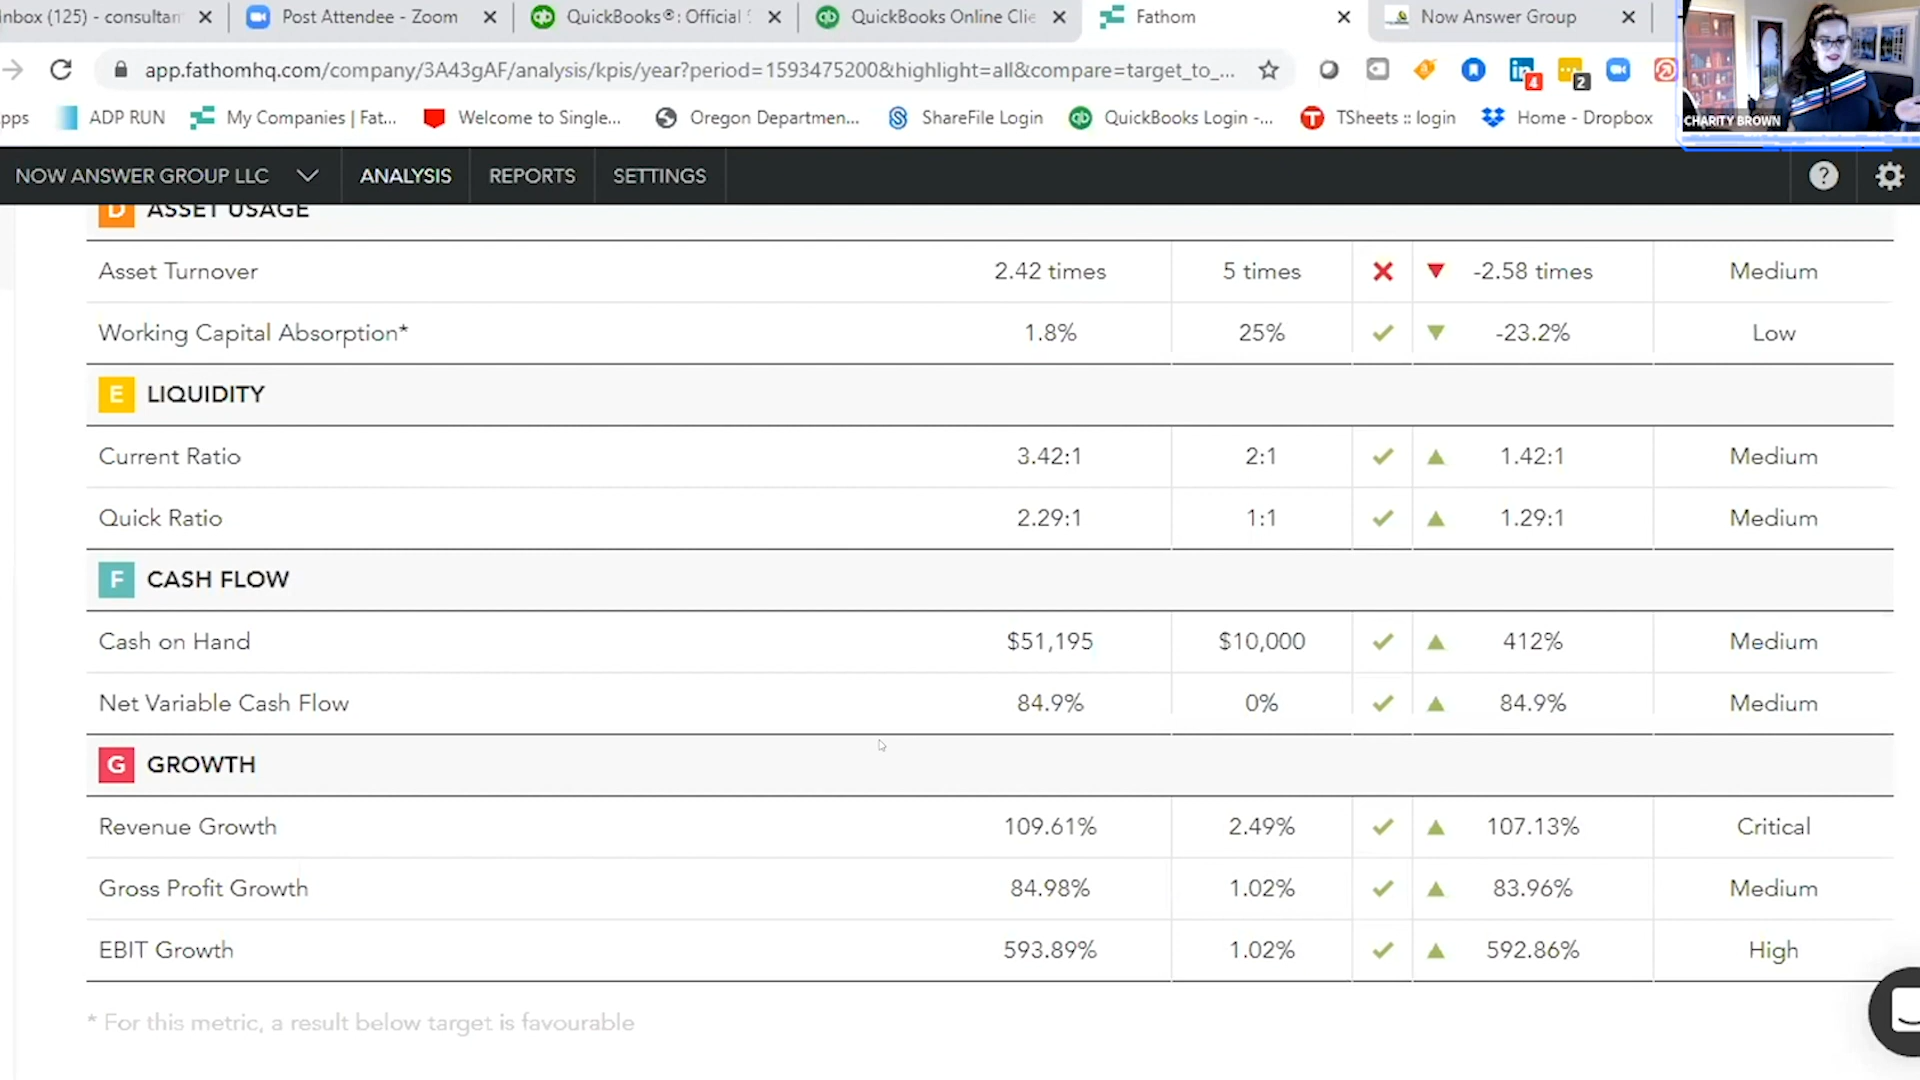 nbox (125) - consultan
Post Attendee - Zoom
QuickBooks®: Official
QuickBooks Online Clie
Fathom
Now Answer Group
app.fathomhq.com/company/3A43gAF/analysis/kpis/year?period=1593475200&highlight=all&compare=target_to_...
4
2
pps
ADP RUN
My Companies | Fat...
Welcome to Single...
Oregon Departmen...
ShareFile Login
qb
QuickBooks Login -...
T
TSheets :: login
Home - Dropbox
CHARITY BROWN
NOW ANSWER GROUP LLC
ANALYSIS
REPORTS
SETTINGS
?
D ASSET USAGE
Asset Turnover 2.42 times 5 times -2.58 times Medium
Working Capital Absorption* 1.8% 25% -23.2% Low
E LIQUIDITY
Current Ratio 3.42:1 2:1 1.42:1 Medium
Quick Ratio 2.29:1 1:1 1.29:1 Medium
F CASH FLOW
Cash on Hand $51,195 $10,000 412% Medium
Net Variable Cash Flow 84.9% 0% 84.9% Medium
G GROWTH
Revenue Growth 109.61% 2.49% 107.13% Critical
Gross Profit Growth 84.98% 1.02% 83.96% Medium
EBIT Growth 593.89% 1.02% 592.86% High
* For this metric, a result below target is favourable